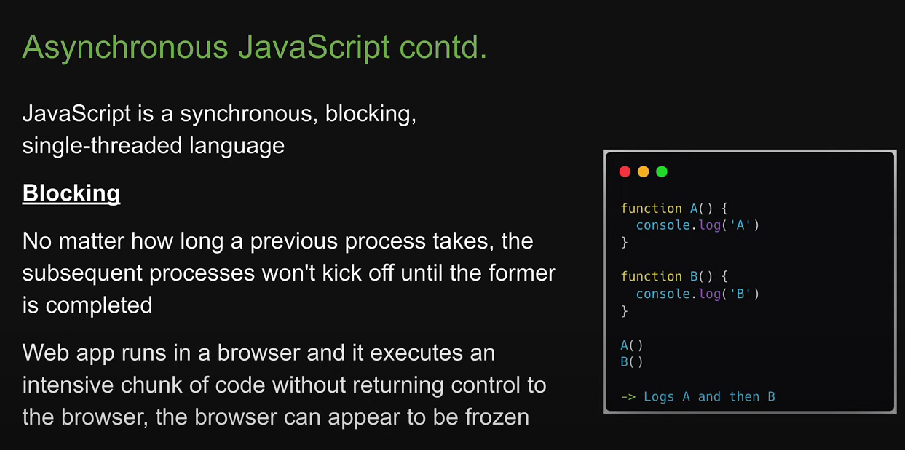 Asynchronous JavaScript contd.
JavaScript is a synchronous, blocking,
single-threaded language
Blocking
No matter how long a previous process takes, the
subsequent processes won't kick off until the former
is completed
Web app runs in a browser and it executes an
intensive chunk of code without returning control to
the browser, the browser can appear to be frozen
function A() {
  console.log('A')
}
function B() {
  console.log('B')
}
A()
B()
-> Logs A and then B